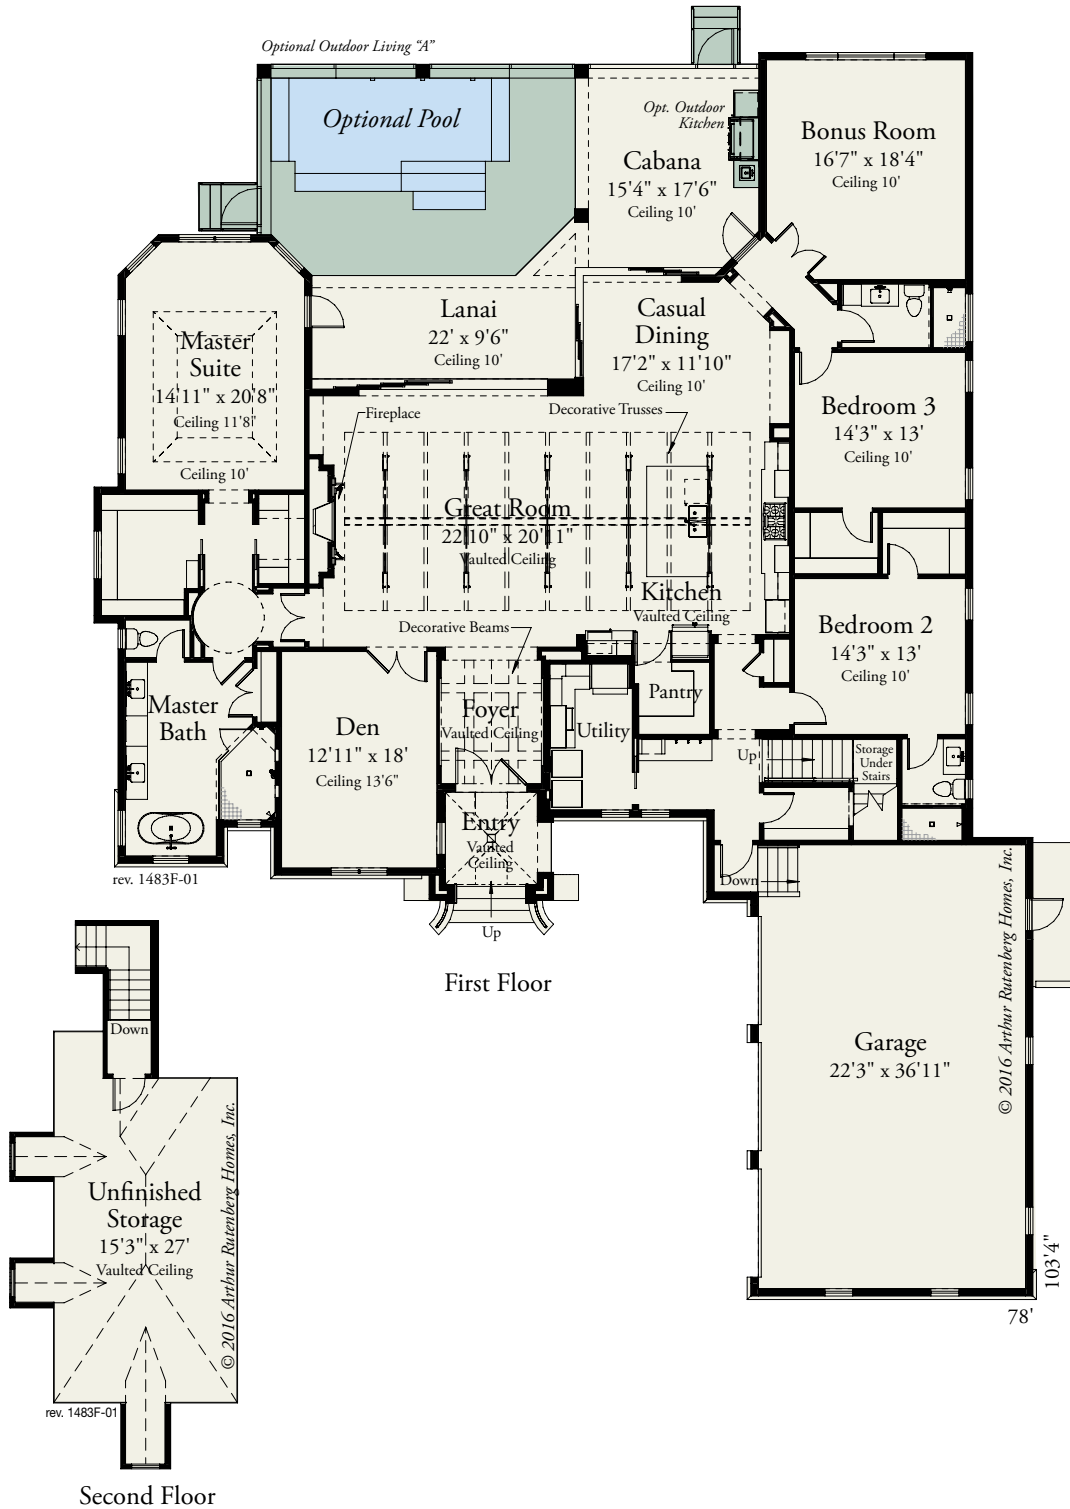 Optional Outdoor Living “A”
Optional Pool
Opt. Outdoor
Kitchen
Cabana
15'4" x 17'6"
Ceiling 10'
Bonus Room
16'7" x 18'4"
Ceiling 10'
Master
Suite
14'11" x 20'8"
Ceiling 11'8"
Ceiling 10'
Lanai
22' x 9'6"
Ceiling 10'
Casual
Dining
17'2" x 11'10"
Ceiling 10'
Fireplace
Decorative Trusses
Bedroom 3
14'3" x 13'
Ceiling 10'
Great Room
22'10" x 20'11"
Vaulted Ceiling
Kitchen
Vaulted Ceiling
Decorative Beams
Bedroom 2
14'3" x 13'
Ceiling 10'
Master
Bath
Den
12'11" x 18'
Ceiling 13'6"
Foyer
Vaulted Ceiling
Utility
Pantry
Up
Storage
Under
Stairs
Entry
Vaulted
Ceiling
Up
Down
rev. 1483F-01
First Floor
Garage
22'3" x 36'11"
© 2016 Arthur Rutenberg Homes, Inc.
103'4"
78'
Down
Unfinished
Storage
15'3" x 27'
Vaulted Ceiling
© 2016 Arthur Rutenberg Homes, Inc.
rev. 1483F-01
Second Floor